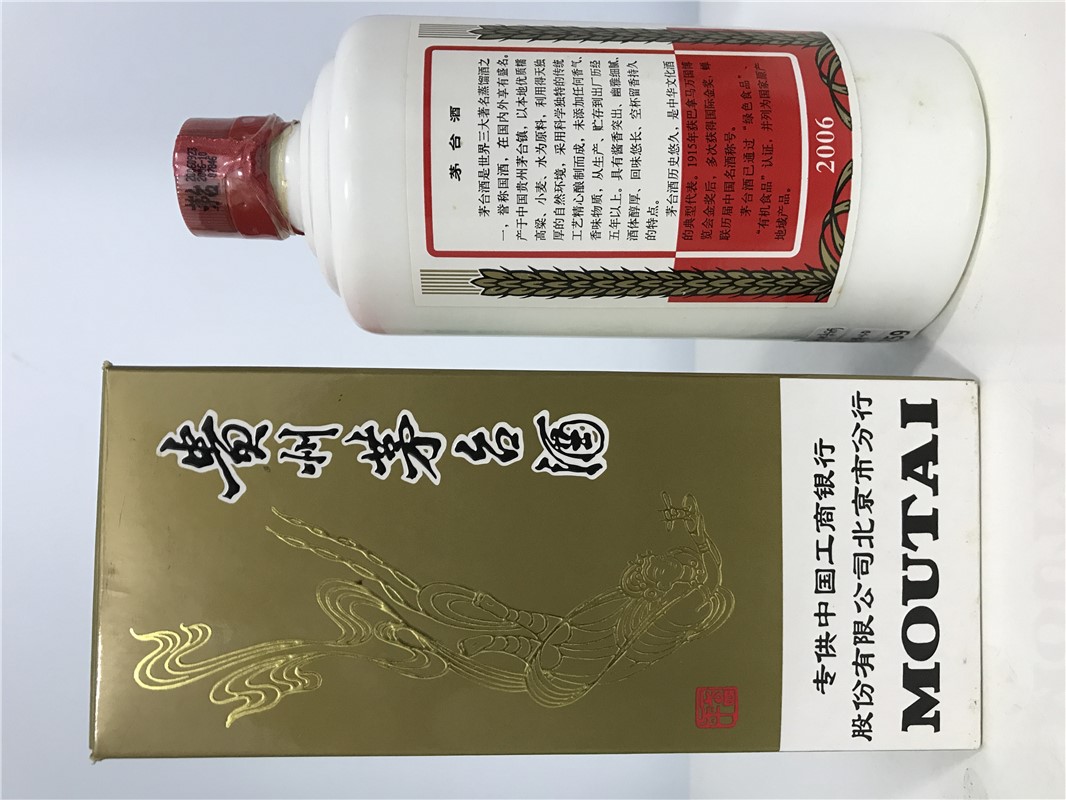 茅台酒
茅台酒是世界三大著名蒸馏酒之
一，誉称国酒，在国内外享有盛名。
产于中国贵州茅台镇，以本地优质糯
高粱、小麦、水为原料，利用得天独
厚的自然环境，采用科学独特的传统
工艺精心酿制而成，未添加任何香气、
香味物质，从生产、贮存到出厂历经
五年以上。具有酱香突出、幽雅细腻、
酒体醇厚、回味悠长、空杯留香持久
的特点。
茅台酒历史悠久，是中华文化酒
的典型代表。1915年获巴拿马万国博
览会金奖后，多次获得国际金奖，蝉
联历届中国名酒称号。
茅台酒已通过“绿色食品”、
“有机食品”认证，并列为国家原产
地域产品。
2006
貴州茅台酒
专供中国工商银行
股份有限公司北京市分行
MOUTAI